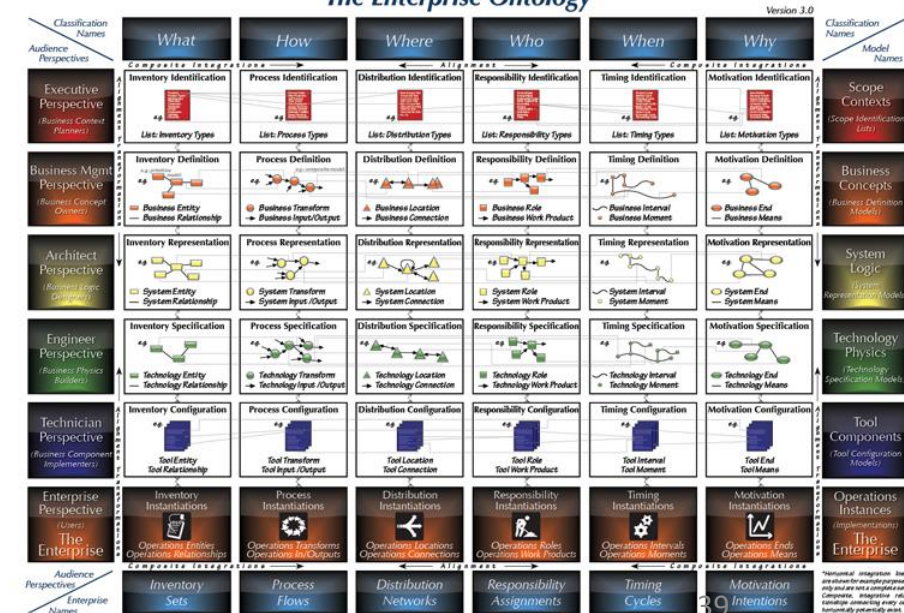 The Enterprise Ontology
Version 3.0
Classification
Names
Audience
Perspectives
What
How
Where
Who
When
Why
Classification
Names
Model
Names
Composite Integrations
Alignment
Composite Integrations
Executive
Perspective
(Business Context
Planners)
Alignment
Transformations
Inventory Identification
e.g.
List: Inventory Types
Process Identification
e.g.
List: Process Types
Distribution Identification
e.g.
List: Distribution Types
Responsibility Identification
e.g.
List: Responsibility Types
Timing Identification
e.g.
List: Timing Types
Motivation Identification
e.g.
List: Motivation Types
Alignment
Transformations
Scope
Contexts
(Scope Identification
Lists)
Business Mgmt
Perspective
(Business Concept
Owners)
Inventory Definition
e.g.
Business Entity
Business Relationship
Process Definition
e.g.
Business Transform
Business Input/Output
Distribution Definition
e.g.
Business Location
Business Connection
Responsibility Definition
e.g.
Business Role
Business Work Product
Timing Definition
e.g.
Business Interval
Business Moment
Motivation Definition
e.g.
Business End
Business Means
Business
Concepts
(Business Definition
Models)
Architect
Perspective
(Business Logic
Designers)
Inventory Representation
e.g.
System Entity
System Relationship
Process Representation
e.g.
System Transform
System Input /Output
Distribution Representation
e.g.
System Location
System Connection
Responsibility Representation
e.g.
System Role
System Work Product
Timing Representation
e.g.
System Interval
System Moment
Motivation Representation
e.g.
System End
System Means
System
Logic
(System
Representation Models
Engineer
Perspective
(Business Physics
Builders)
Inventory Specification
e.g.
Technology Entity
Technology Relationship
Process Specification
e.g.
Technology Transform
Technology Input /Output
Distribution Specification
e.g.
Technology Location
Technology Connection
Responsibility Specification
e.g.
Technology Role
Technology Work Product
Timing Specification
e.g.
Technology Interval
Technology Moment
Motivation Specification
e.g.
Technology End
Technology Means
Technology
Physics
(Technology
Specification Models
Technician
Perspective
(Business Component
Implementers)
Alignment
Transformations
Inventory Configuration
e.g.
Tool Entity
Tool Relationship
Process Configuration
e.g.
Tool Transform
Tool Input /Output
Distribution Configuration
e.g.
Tool Location
Tool Connection
Responsibility Configuration
e.g.
Tool Role
Tool Work Product
Timing Configuration
e.g.
Tool Interval
Tool Moment
Motivation Configuration
e.g.
Tool End
Tool Means
Alignment
Transformations
Tool
Components
(Tool Configuration
Models)
Enterprise
Perspective
(Users)
The
Enterprise
Inventory
Instantiations
Operations Entities
Operations Relationships
Process
Instantiations
Operations Transforms
Operations In/Outputs
Distribution
Instantiations
Operations Locations
Operations Connections
Responsibility
Instantiations
Operations Roles
Operations Work Products
Timing
Instantiations
Operations Intervals
Operations Moments
Motivation
Instantiations
Operations Ends
Operations Means
Operations
Instances
(Implementations)
The
Enterprise
Composite Integrations
Alignment
Composite Integrations
Audience
Perspectives
Enterprise
Names
Inventory
Sets
Process
Flows
Distribution
Networks
Responsibility
Assignments
Timing
Cycles
Motivation
Intentions
39